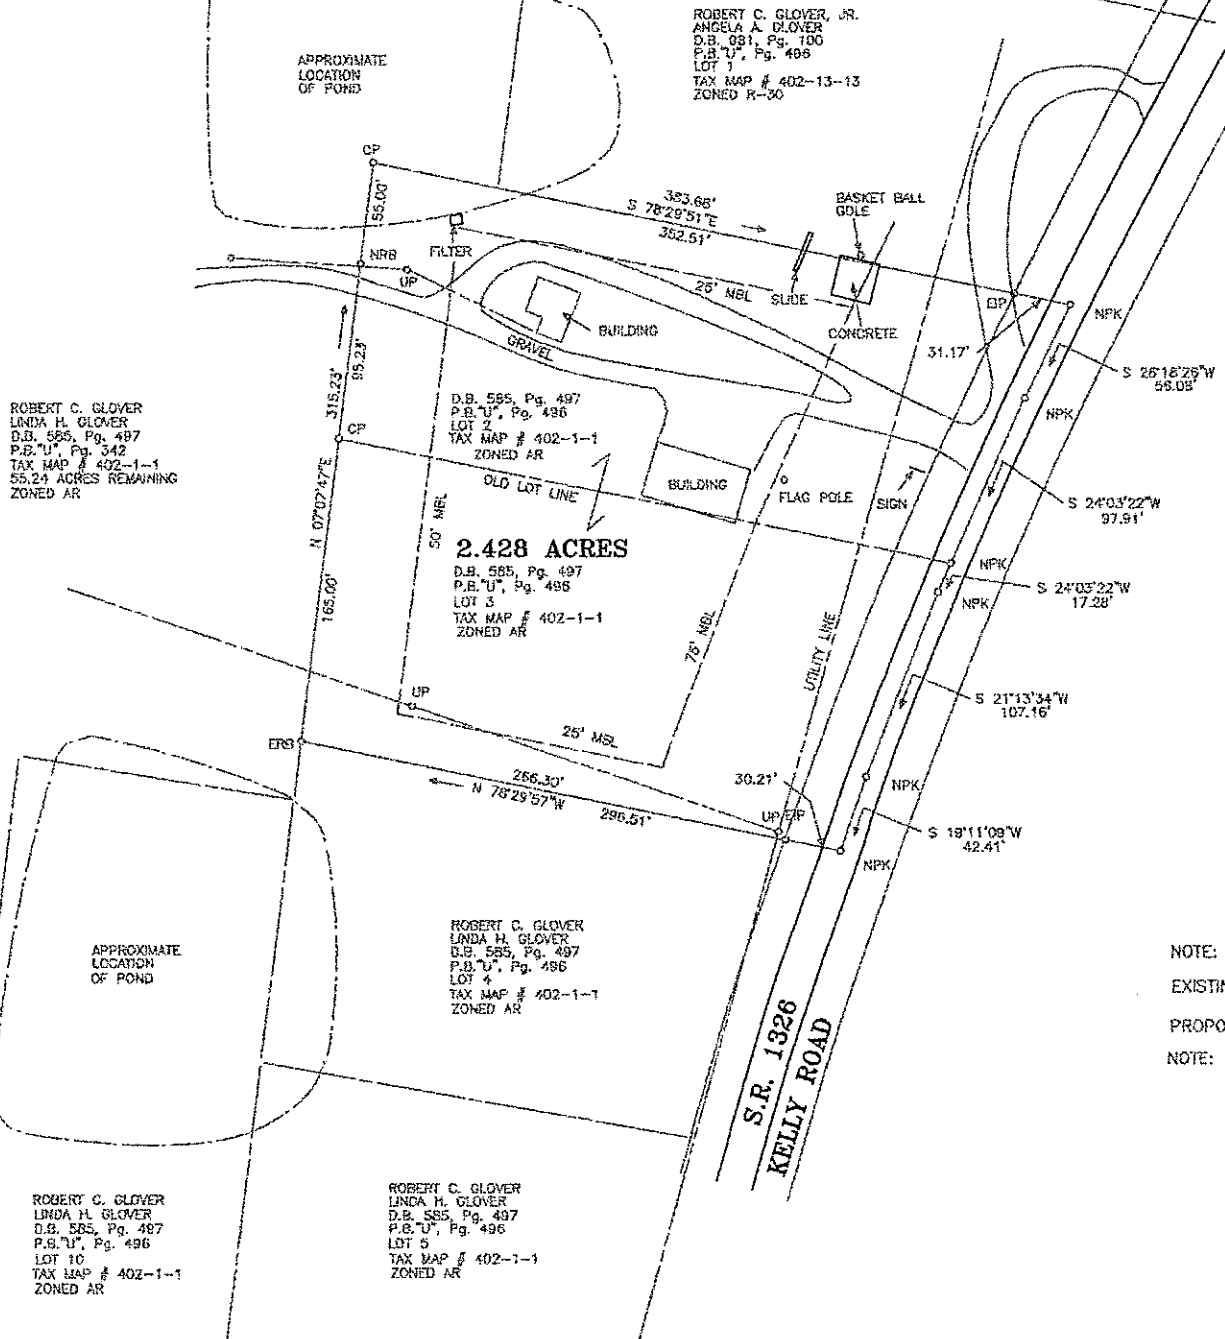 ROBERT C. GLOVER, JR.
ANGELA A. GLOVER
D.B. 931, Pg. 100
P.B."U", Pg. 496
LOT 1
TAX MAP # 402-13-13
ZONED R-30
APPROXIMATE
LOCATION
OF POND
CP
55.00'
383.68'
S 78°29'51"E
352.51'
BASKET BALL
GOLE
NRB
UP
FILTER
25' MBL
SLIDE
CONCRETE
EIP
NPK
31.17'
BUILDING
GRAVEL
S 26°18'26"W
56.08'
NPK
315.23'
95.23'
ROBERT C. GLOVER
LINDA H. GLOVER
D.B. 585, Pg. 497
P.B."U", Pg. 342
TAX MAP # 402-1-1
55.24 ACRES REMAINING
ZONED AR
D.B. 585, Pg. 497
P.B."U", Pg. 496
LOT 2
TAX MAP # 402-1-1
ZONED AR
CP
OLD LOT LINE
BUILDING
FLAG POLE
SIGN
S 24°03'22"W
97.91'
N 07°07'47"E
50' MBL
2.428 ACRES
D.B. 585, Pg. 497
P.B."U", Pg. 496
LOT 3
TAX MAP # 402-1-1
ZONED AR
NPK
S 24°03'22"W
17.28'
NPK
165.00'
75' MBL
UTILITY LINE
UP
S 21°13'34"W
107.16'
ERB
25' MBL
266.30'
N 78°29'57"W
296.51'
30.21'
NPK
UP
EIP
S 19°11'09"W
42.41'
NPK
APPROXIMATE
LOCATION
OF POND
ROBERT C. GLOVER
LINDA H. GLOVER
D.B. 585, Pg. 497
P.B."U", Pg. 496
LOT 4
TAX MAP # 402-1-1
ZONED AR
NOTE:
EXISTIN
PROPO
NOTE:
S.R. 1326
KELLY ROAD
ROBERT C. GLOVER
LINDA H. GLOVER
D.B. 585, Pg. 497
P.B."U", Pg. 496
LOT 10
TAX MAP # 402-1-1
ZONED AR
ROBERT C. GLOVER
LINDA H. GLOVER
D.B. 585, Pg. 497
P.B."U", Pg. 496
LOT 5
TAX MAP # 402-1-1
ZONED AR